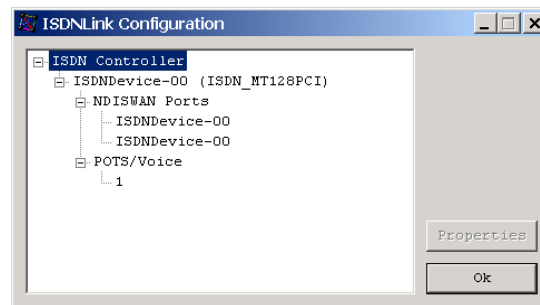 ISDNLink Configuration
ISDN Controller
ISDNDevice-00 (ISDN_MT128PCI)
NDISWAN Ports
ISDNDevice-00
ISDNDevice-00
POTS/Voice
1
Properties
Ok